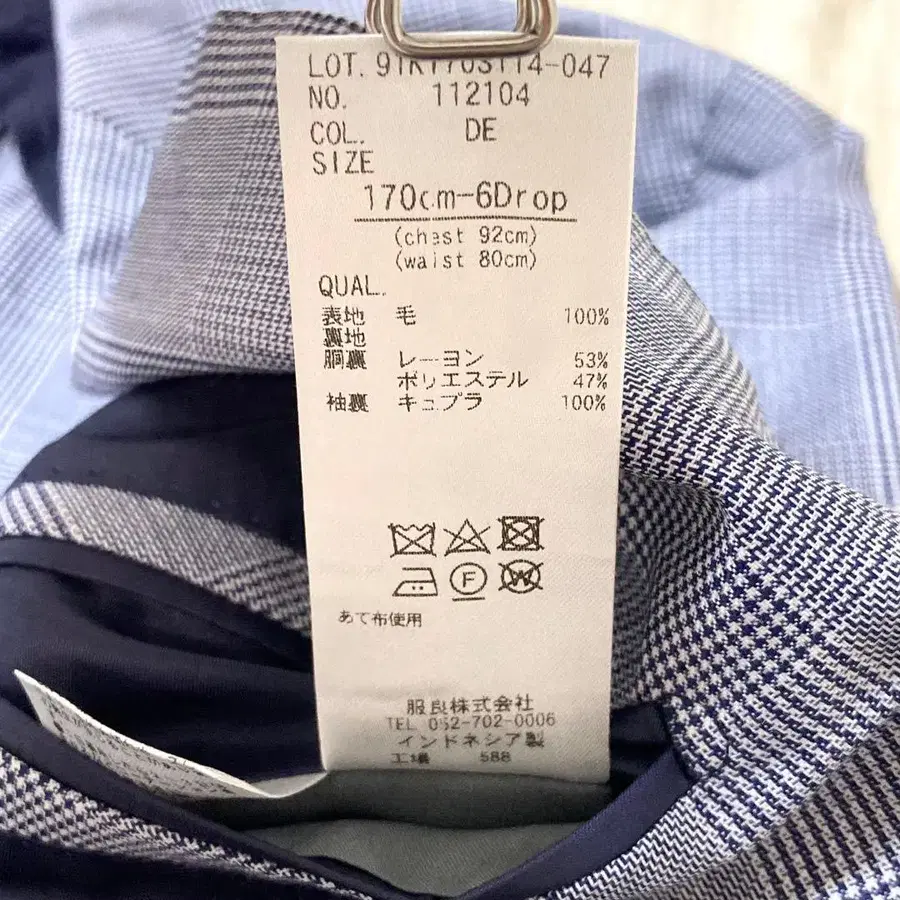 LOT. 91K1703114-047
NO. 112104
COL. DE
SIZE
170cm-6Drop
(chest 92cm)
(waist 80cm)
QUAL.
表地 毛 100%
裏地
胴裏 レーヨン 53%
ポリエステル 47%
袖裏 キュプラ 100%
F W
あて布使用
服良株式会社
TEL 052-702-0006
インドネシア製
工場 588